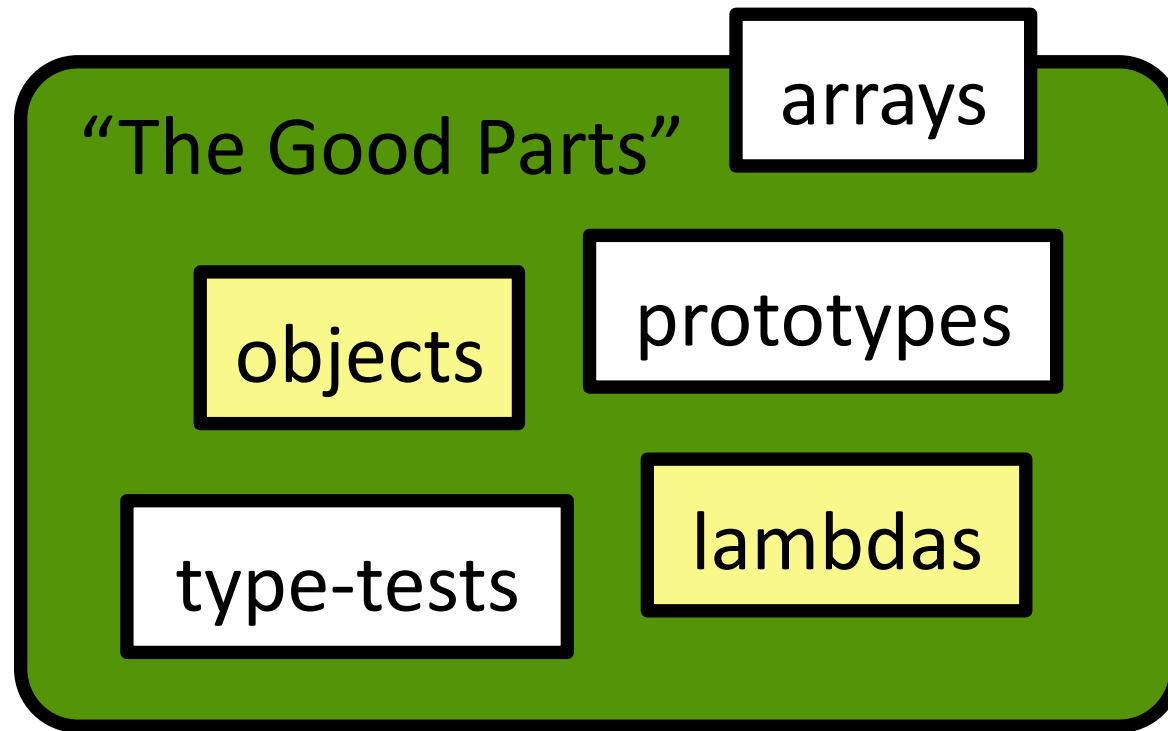 arrays
“The Good Parts”
prototypes
objects
lambdas
type-tests